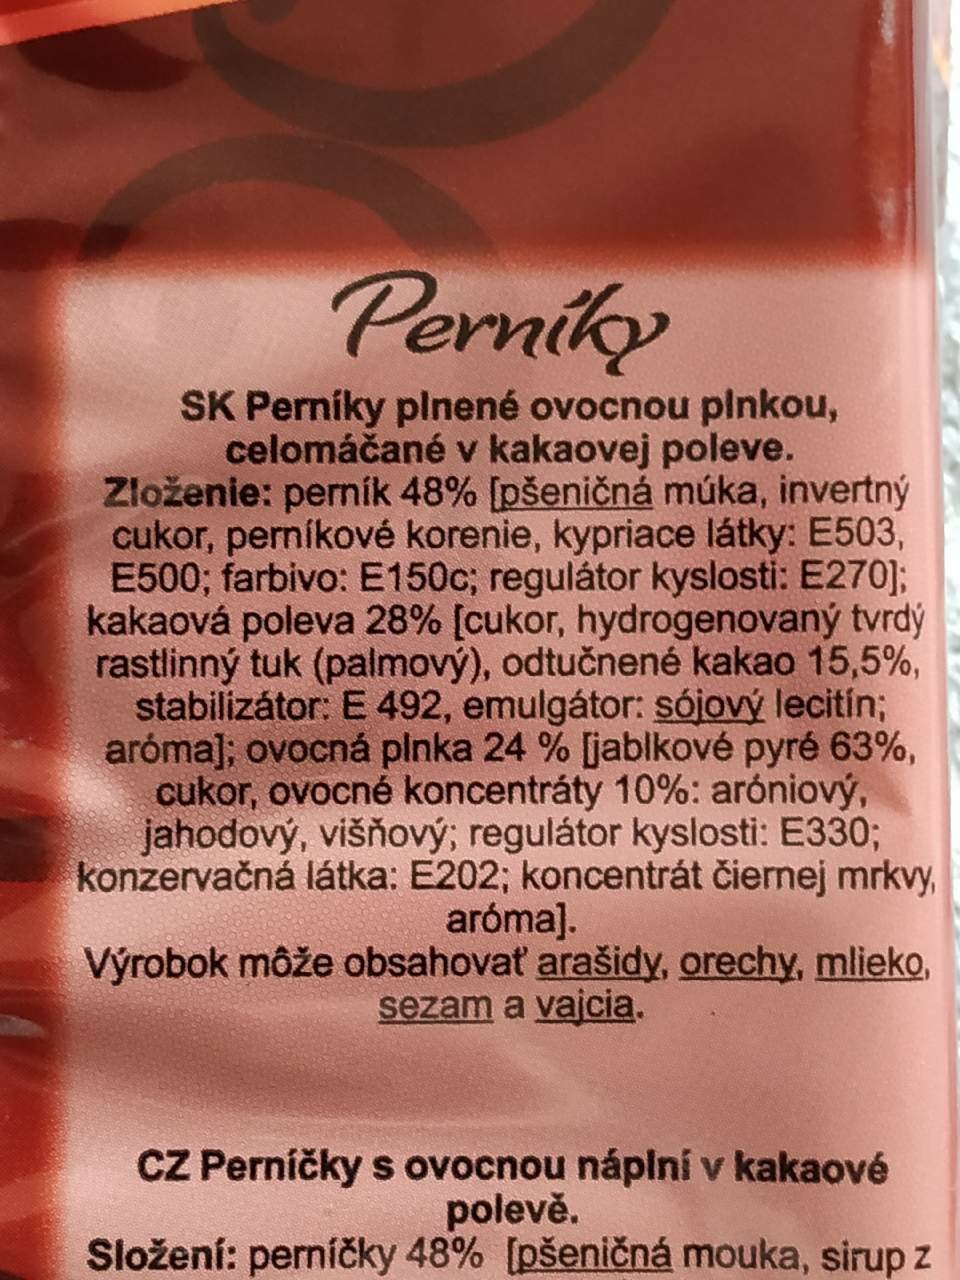 Perníky
SK Perníky plnené ovocnou plnkou,
celomáčané v kakaovej poleve.
Zloženie: perník 48% [pšeničná múka, invertný
cukor, perníkové korenie, kypriace látky: E503,
E500; farbivo: E150c; regulátor kyslosti: E270];
kakaová poleva 28% [cukor, hydrogenovaný tvrdý
rastlinný tuk (palmový), odtučnené kakao 15,5%,
stabilizátor: E 492, emulgátor: sójový lecitín;
aróma]; ovocná plnka 24 % [jablkové pyré 63%,
cukor, ovocné koncentráty 10%: aróniový,
jahodový, višňový; regulátor kyslosti: E330;
konzervačná látka: E202; koncentrát čiernej mrkvy,
aróma].
Výrobok môže obsahovať arašidy, orechy, mlieko,
sezam a vajcia.
CZ Perníčky s ovocnou náplní v kakaové
polevě.
Složení: perníčky 48% [pšeničná mouka, sirup z